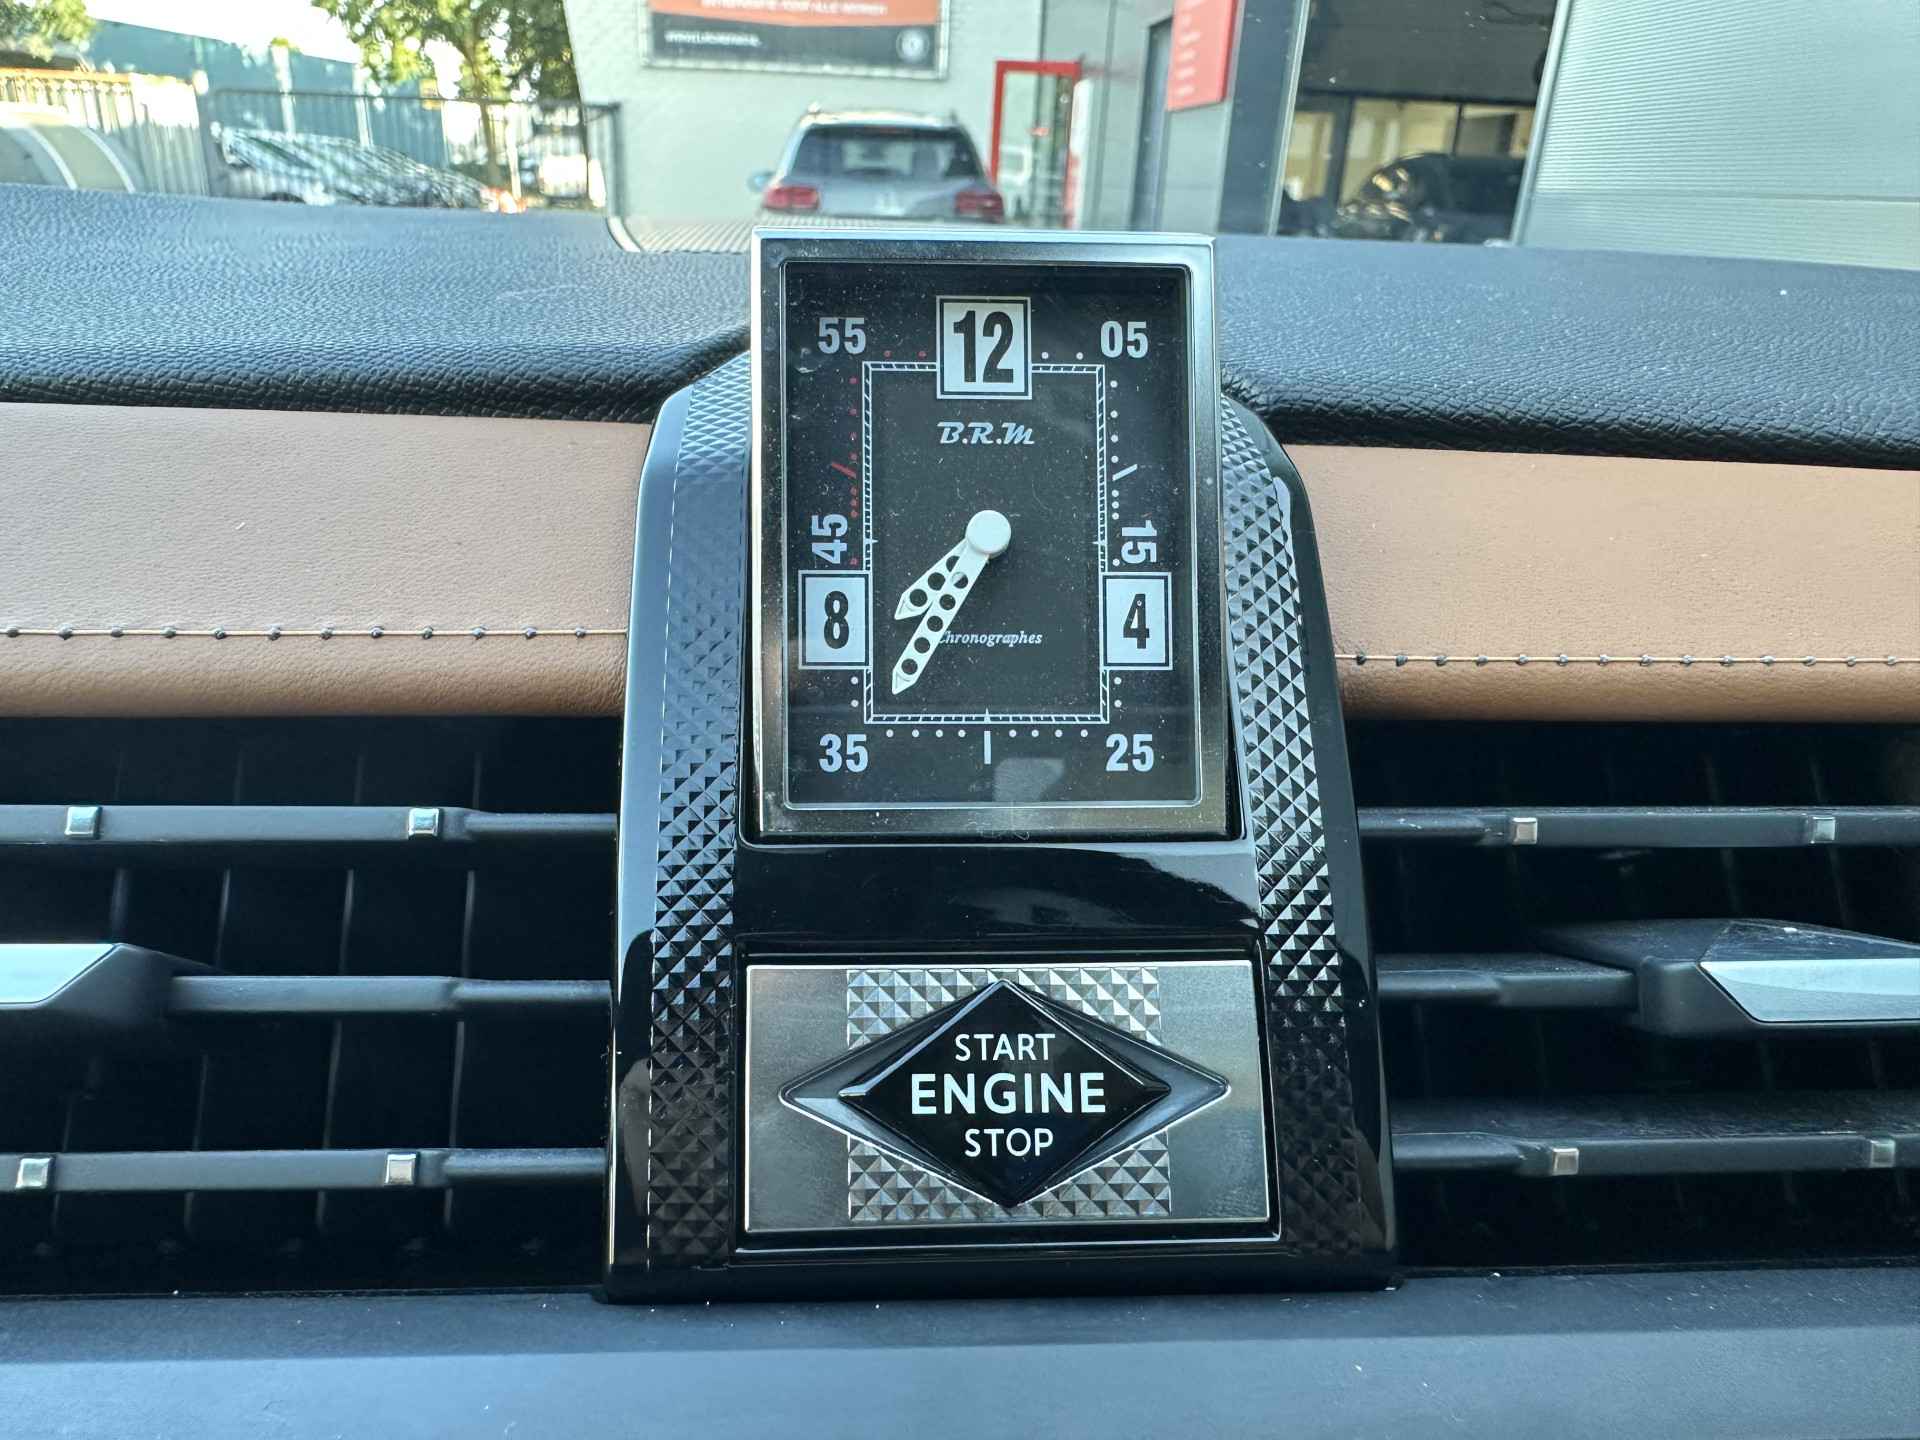 55
12
05
B.R.M
45
15
8
4
Chronographes
35
25
START
ENGINE
STOP